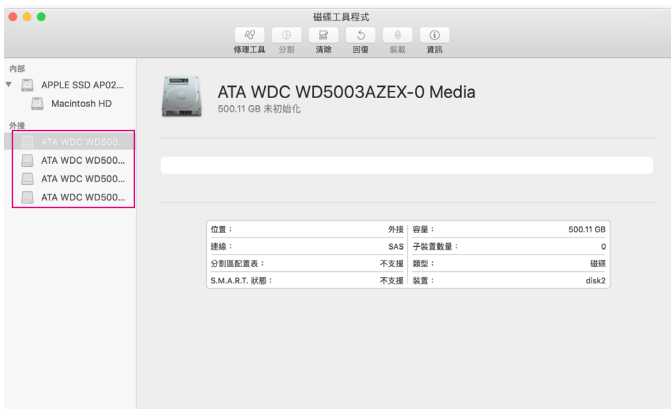 磁碟工具程式
修理工具 分割 清除 回復 裝載 資訊
內部
APPLE SSD AP02...
Macintosh HD
外接
ATA WDC WD500...
ATA WDC WD500...
ATA WDC WD500...
ATA WDC WD500...
ATA WDC WD5003AZEX-0 Media
500.11 GB 未初始化
位置： 外接 容量： 500.11 GB
連線： SAS 子裝置數量： 0
分割區配置表： 不支援 類型： 磁碟
S.M.A.R.T. 狀態： 不支援 裝置： disk2